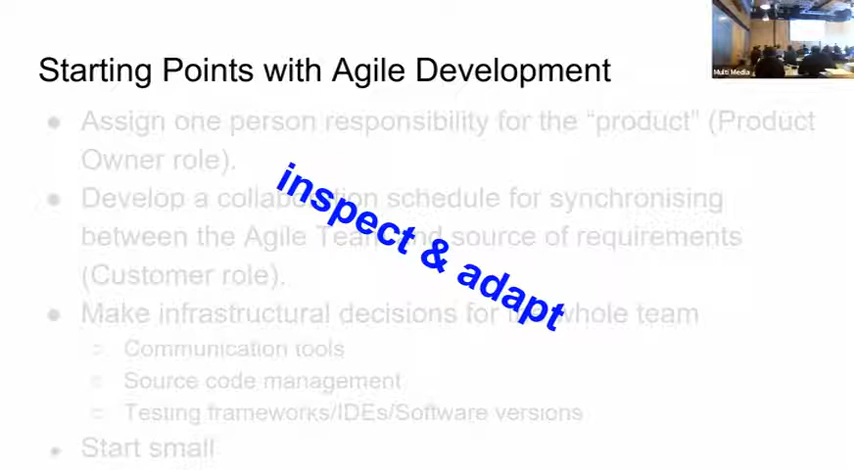 Multi Media
Starting Points with Agile Development
● Assign one person responsibility for the “product” (Product
Owner role).
● Develop a collaboration schedule for synchronising
between the Agile Team and source of requirements
(Customer role).
● Make infrastructural decisions for the whole team
○ Communication tools
○ Source code management
○ Testing frameworks/IDEs/Software versions
● Start small
inspect & adapt